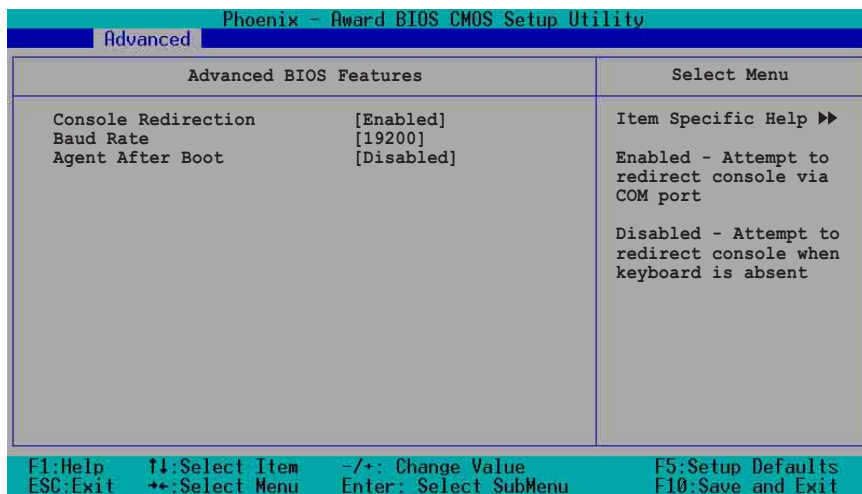 Phoenix - Award BIOS CMOS Setup Utility
Advanced
Advanced BIOS Features
Select Menu
Console Redirection [Enabled]
Baud Rate [19200]
Agent After Boot [Disabled]
Item Specific Help ▶▶
Enabled - Attempt to
redirect console via
COM port
Disabled - Attempt to
redirect console when
keyboard is absent
F1:Help ↑↓:Select Item -/+: Change Value F5:Setup Defaults
ESC:Exit →←:Select Menu Enter: Select SubMenu F10:Save and Exit